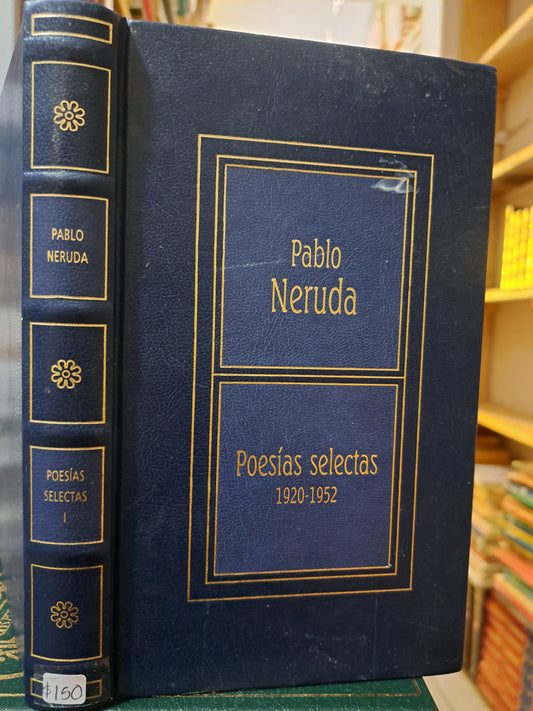 PABLO
NERUDA
POESÍAS
SELECTAS
I
$150
Pablo
Neruda
Poesías selectas
1920-1952